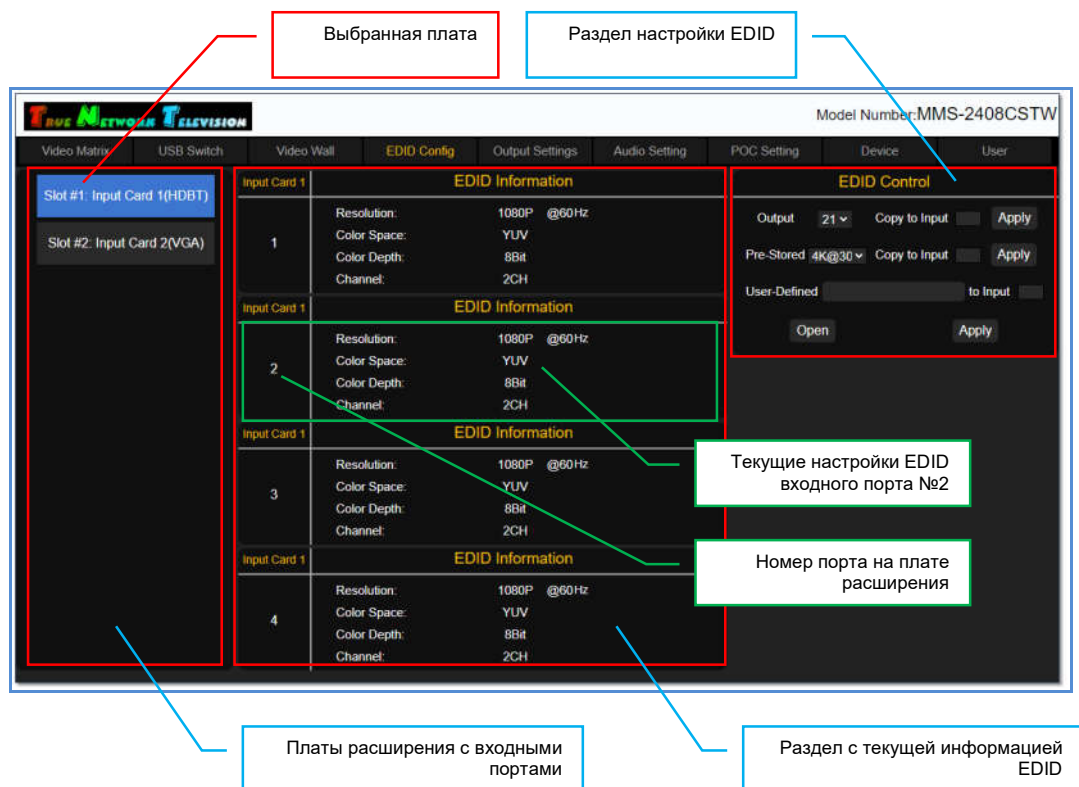 Выбранная плата
Раздел настройки EDID
TRUE NETWORK TELEVISION
Model Number:MMS-2408CSTW
Video Matrix USB Switch Video Wall EDID Config Output Settings Audio Setting POC Setting Device User
Slot #1: Input Card 1(HDBT)
Slot #2: Input Card 2(VGA)
Input Card 1 EDID Information
1
Resolution: 1080P @60Hz
Color Space: YUV
Color Depth: 8Bit
Channel: 2CH
Input Card 1 EDID Information
2
Resolution: 1080P @60Hz
Color Space: YUV
Color Depth: 8Bit
Channel: 2CH
Input Card 1 EDID Information
3
Resolution: 1080P @60Hz
Color Space: YUV
Color Depth: 8Bit
Channel: 2CH
Input Card 1 EDID Information
4
Resolution: 1080P @60Hz
Color Space: YUV
Color Depth: 8Bit
Channel: 2CH
EDID Control
Output 21 Copy to Input Apply
Pre-Stored 4K@30 Copy to Input Apply
User-Defined to Input
Open Apply
Текущие настройки EDID
входного порта №2
Номер порта на плате
расширения
Платы расширения с входными
портами
Раздел с текущей информацией
EDID